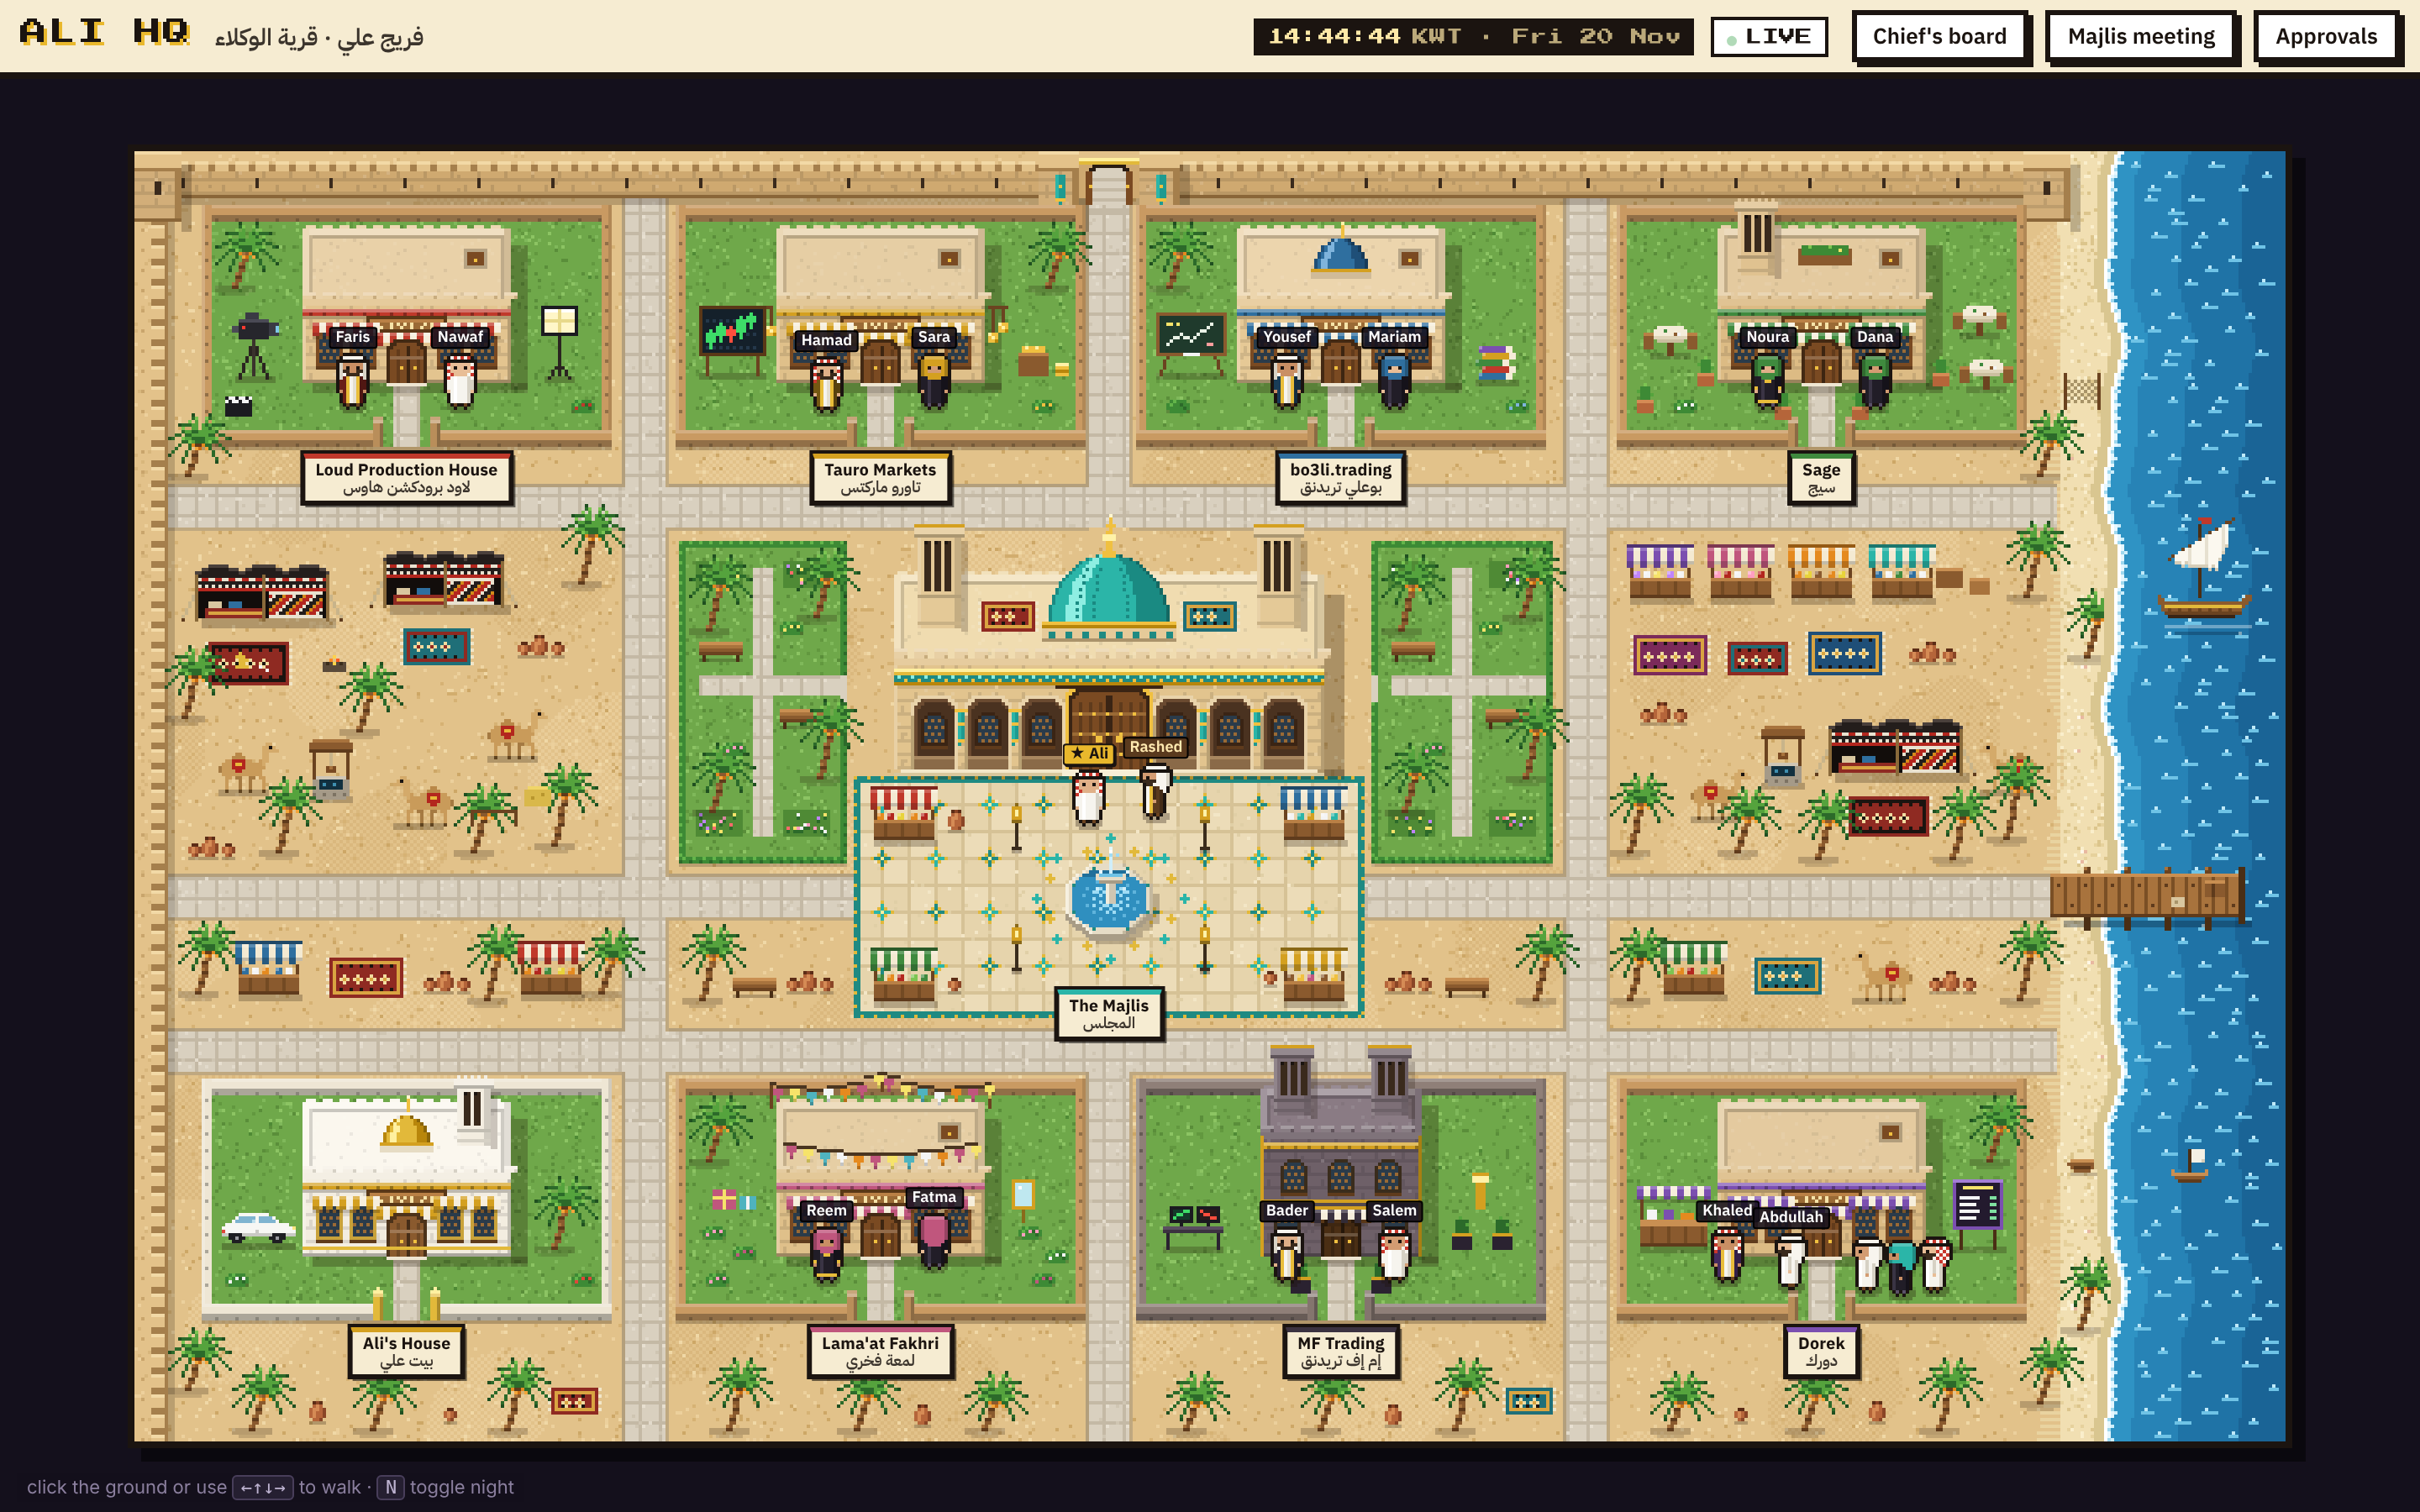 ALI HQ
فريج علي · قرية الوكلاء
14:44:44 KWT · Fri 20 Nov
LIVE
Chief's board
Majlis meeting
Approvals
Faris
Nawaf
Hamad
Sara
Yousef
Mariam
Noura
Dana
Loud Production House
لاود برودكشن هاوس
Tauro Markets
تاورو ماركتس
bo3li.trading
بوعلي تريدنق
Sage
سيج
★ Ali
Rashed
The Majlis
المجلس
Reem
Fatma
Bader
Salem
Khaled
Abdullah
Ali's House
بيت علي
Lama'at Fakhri
لمعة فخري
MF Trading
إم إف تريدنق
Dorek
دورك
click the ground or use ←↑↓→ to walk · N toggle night